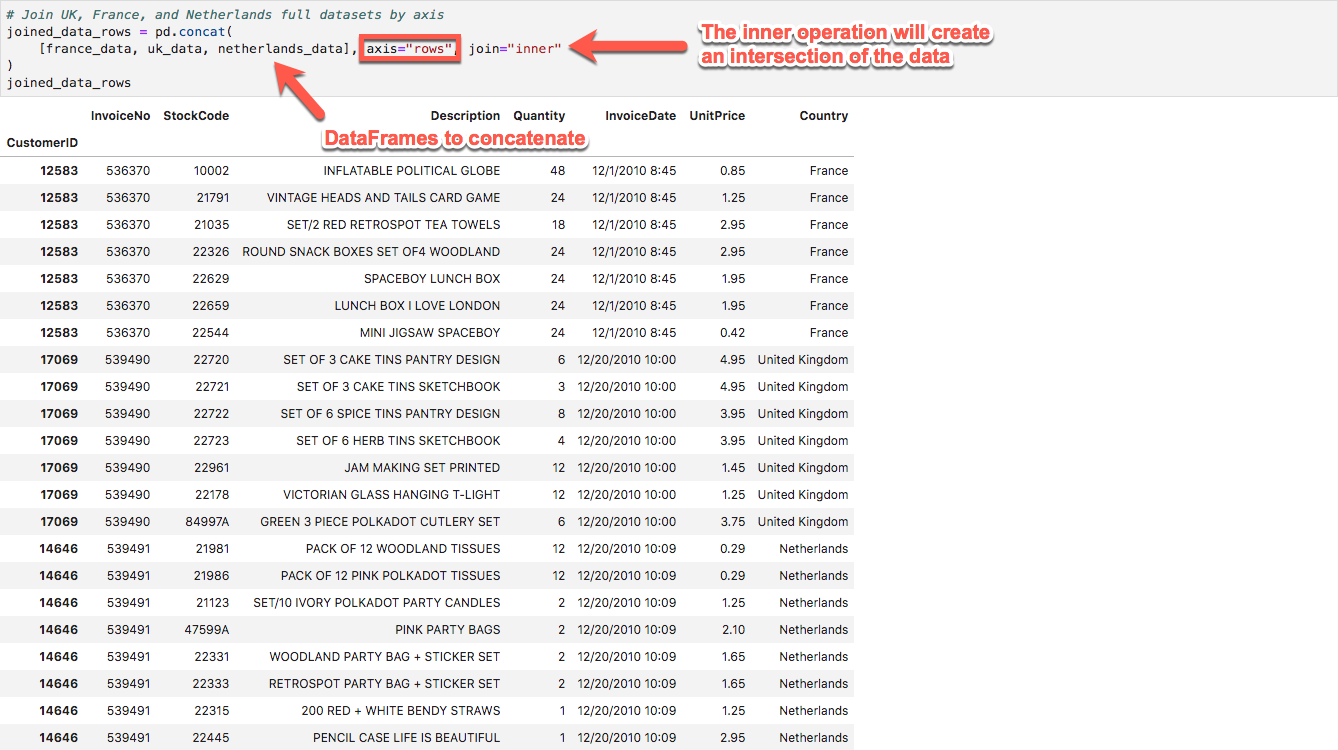 # Join UK, France, and Netherlands full datasets by axis
joined_data_rows = pd.concat(
[france_data, uk_data, netherlands_data], axis="rows", join="inner"
)
joined_data_rows
The inner operation will create
an intersection of the data
DataFrames to concatenate
InvoiceNo StockCode Description Quantity InvoiceDate UnitPrice Country
CustomerID
12583 536370 10002 INFLATABLE POLITICAL GLOBE 48 12/1/2010 8:45 0.85 France
12583 536370 21791 VINTAGE HEADS AND TAILS CARD GAME 24 12/1/2010 8:45 1.25 France
12583 536370 21035 SET/2 RED RETROSPOT TEA TOWELS 18 12/1/2010 8:45 2.95 France
12583 536370 22326 ROUND SNACK BOXES SET OF4 WOODLAND 24 12/1/2010 8:45 2.95 France
12583 536370 22629 SPACEBOY LUNCH BOX 24 12/1/2010 8:45 1.95 France
12583 536370 22659 LUNCH BOX I LOVE LONDON 24 12/1/2010 8:45 1.95 France
12583 536370 22544 MINI JIGSAW SPACEBOY 24 12/1/2010 8:45 0.42 France
17069 539490 22720 SET OF 3 CAKE TINS PANTRY DESIGN 6 12/20/2010 10:00 4.95 United Kingdom
17069 539490 22721 SET OF 3 CAKE TINS SKETCHBOOK 3 12/20/2010 10:00 4.95 United Kingdom
17069 539490 22722 SET OF 6 SPICE TINS PANTRY DESIGN 8 12/20/2010 10:00 3.95 United Kingdom
17069 539490 22723 SET OF 6 HERB TINS SKETCHBOOK 4 12/20/2010 10:00 3.95 United Kingdom
17069 539490 22961 JAM MAKING SET PRINTED 12 12/20/2010 10:00 1.45 United Kingdom
17069 539490 22178 VICTORIAN GLASS HANGING T-LIGHT 12 12/20/2010 10:00 1.25 United Kingdom
17069 539490 84997A GREEN 3 PIECE POLKADOT CUTLERY SET 6 12/20/2010 10:00 3.75 United Kingdom
14646 539491 21981 PACK OF 12 WOODLAND TISSUES 12 12/20/2010 10:09 0.29 Netherlands
14646 539491 21986 PACK OF 12 PINK POLKADOT TISSUES 12 12/20/2010 10:09 0.29 Netherlands
14646 539491 21123 SET/10 IVORY POLKADOT PARTY CANDLES 2 12/20/2010 10:09 1.25 Netherlands
14646 539491 47599A PINK PARTY BAGS 2 12/20/2010 10:09 2.10 Netherlands
14646 539491 22331 WOODLAND PARTY BAG + STICKER SET 2 12/20/2010 10:09 1.65 Netherlands
14646 539491 22333 RETROSPOT PARTY BAG + STICKER SET 2 12/20/2010 10:09 1.65 Netherlands
14646 539491 22315 200 RED + WHITE BENDY STRAWS 1 12/20/2010 10:09 1.25 Netherlands
14646 539491 22445 PENCIL CASE LIFE IS BEAUTIFUL 1 12/20/2010 10:09 2.95 Netherlands